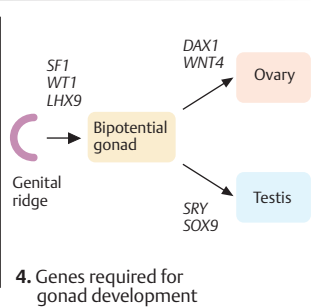 SF1
WT1
LHX9
Genital
ridge
Bipotential
gonad
DAX1
WNT4
Ovary
SRY
SOX9
Testis
4. Genes required for
gonad development